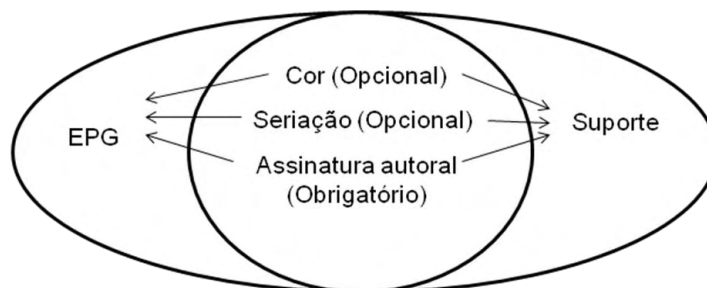 Cor (Opcional)
EPG
Seriação (Opcional)
Suporte
Assinatura autoral
(Obrigatório)